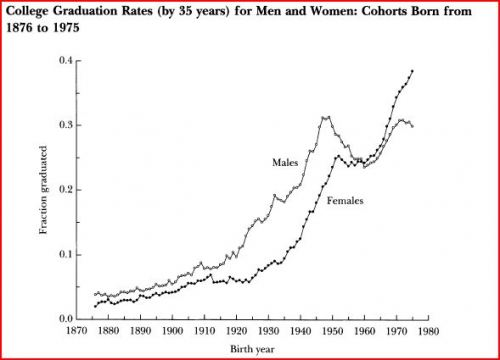 College Graduation Rates (by 35 years) for Men and Women: Cohorts Born from
1876 to 1975
0.4
0.3
0.2
0.1
0.0
Fraction graduated
Males
Females
1870 1880 1890 1900 1910 1920 1930 1940 1950 1960 1970 1980
Birth year